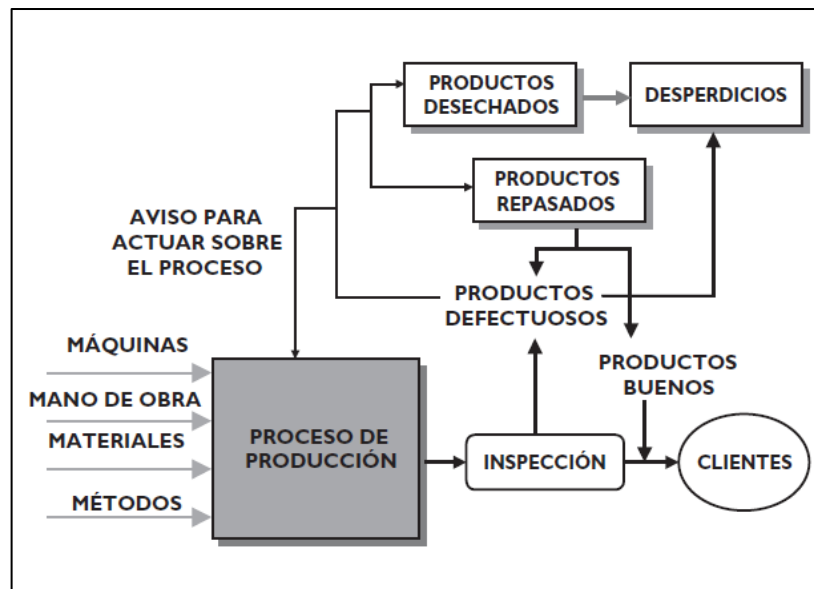 PRODUCTOS
DESECHADOS
DESPERDICIOS
PRODUCTOS
REPASADOS
AVISO PARA
ACTUAR SOBRE
EL PROCESO
PRODUCTOS
DEFECTUOSOS
MÁQUINAS
MANO DE OBRA
MATERIALES
MÉTODOS
PROCESO DE
PRODUCCIÓN
INSPECCIÓN
PRODUCTOS
BUENOS
CLIENTES